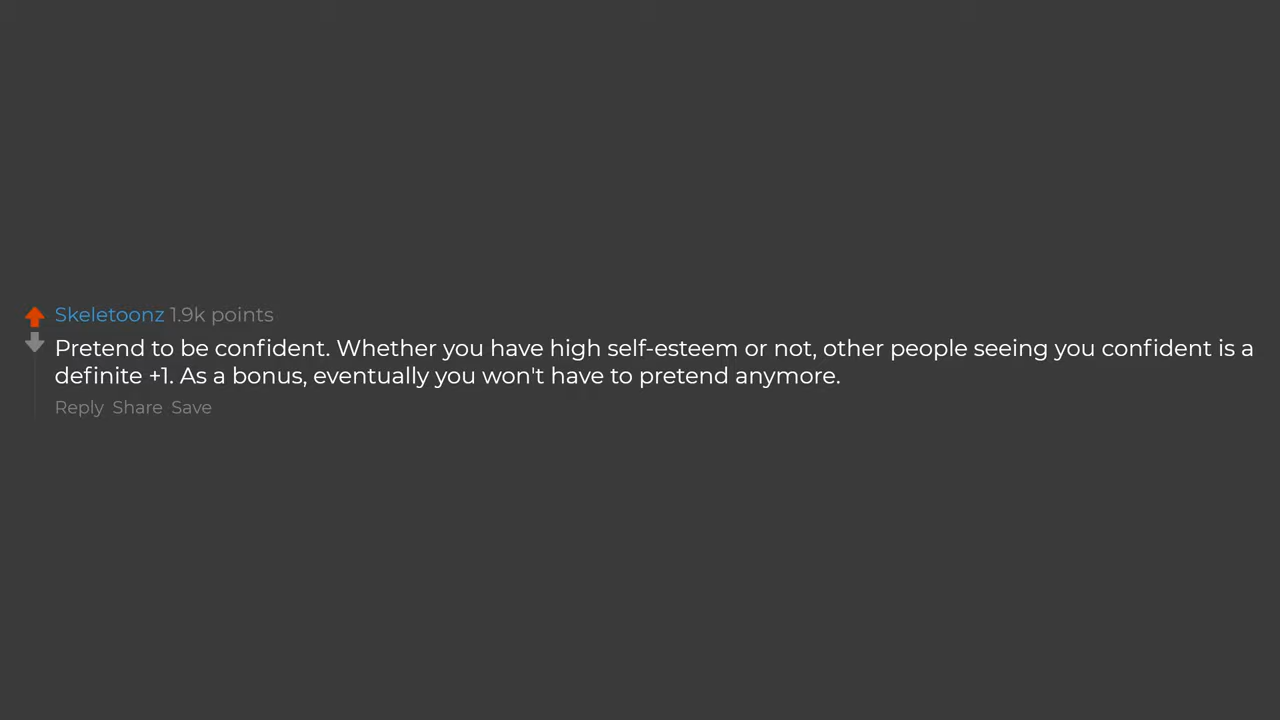 Skeletoonz 1.9k points
Pretend to be confident. Whether you have high self-esteem or not, other people seeing you confident is a
definite +1. As a bonus, eventually you won't have to pretend anymore.
Reply Share Save